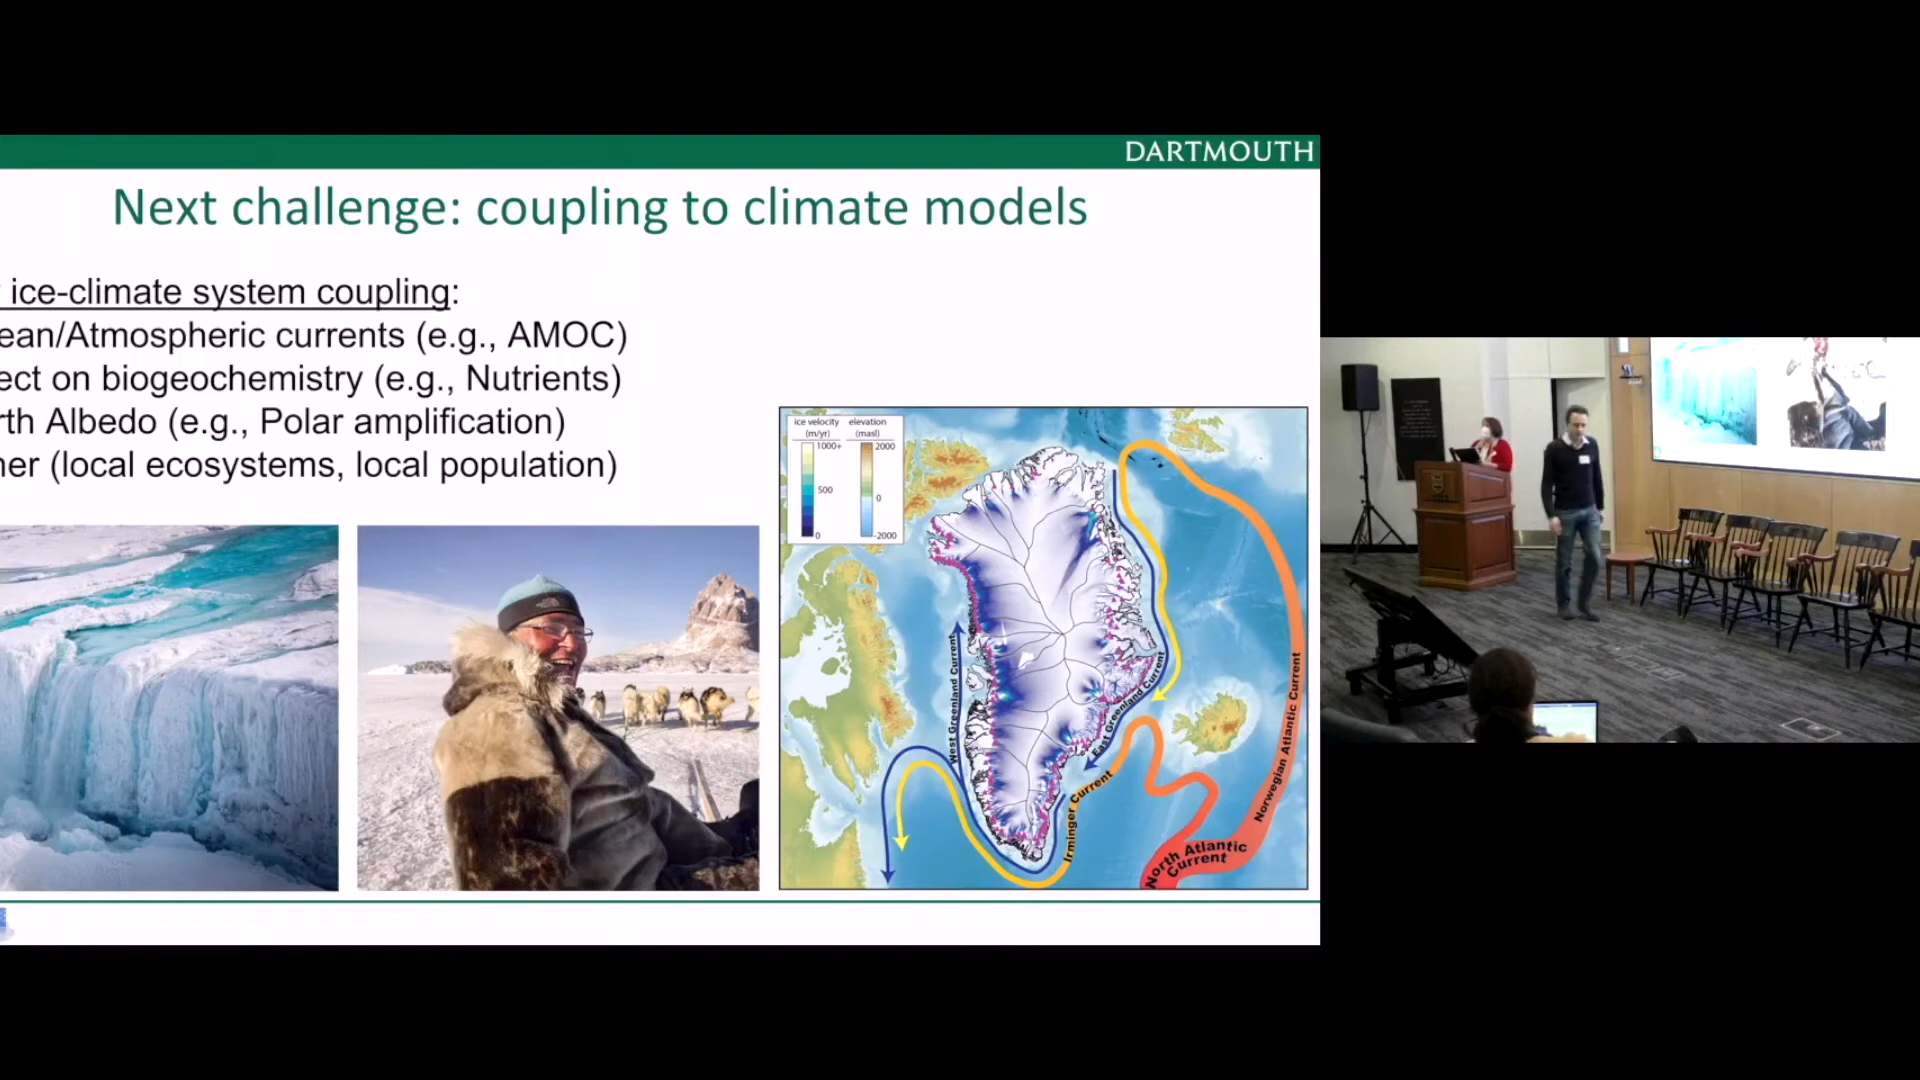 DARTMOUTH
Next challenge: coupling to climate models
ice-climate system coupling:
ean/Atmospheric currents (e.g., AMOC)
ect on biogeochemistry (e.g., Nutrients)
rth Albedo (e.g., Polar amplification)
her (local ecosystems, local population)
ice velocity
(m/yr)
elevation
(masl)
1000+
500
0
2000
0
-2000
West Greenland Current
East Greenland Current
Irminger Current
North Atlantic
Current
Norwegian Atlantic Current